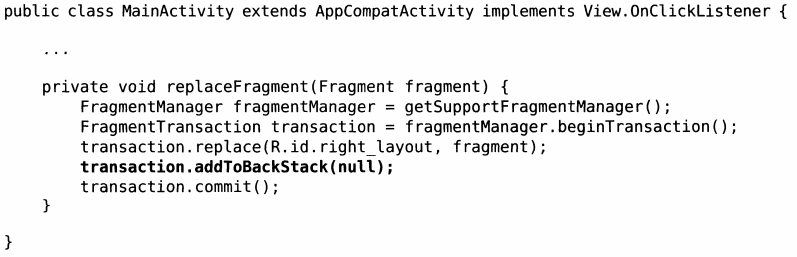 public class MainActivity extends AppCompatActivity implements View.OnClickListener {
...
private void replaceFragment(Fragment fragment) {
FragmentManager fragmentManager = getSupportFragmentManager();
FragmentTransaction transaction = fragmentManager.beginTransaction();
transaction.replace(R.id.right_layout, fragment);
transaction.addToBackStack(null);
transaction.commit();
}
}